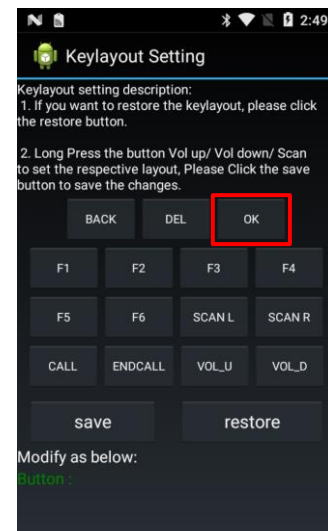 2:49
Keylayout Setting
Keylayout setting description:
1. If you want to restore the keylayout, please click
the restore button.
2. Long Press the button Vol up/ Vol down/ Scan
to set the respective layout, Please Click the save
button to save the changes.
BACK DEL OK
F1 F2 F3 F4
F5 F6 SCAN L SCAN R
CALL ENDCALL VOL_U VOL_D
save restore
Modify as below:
Button :